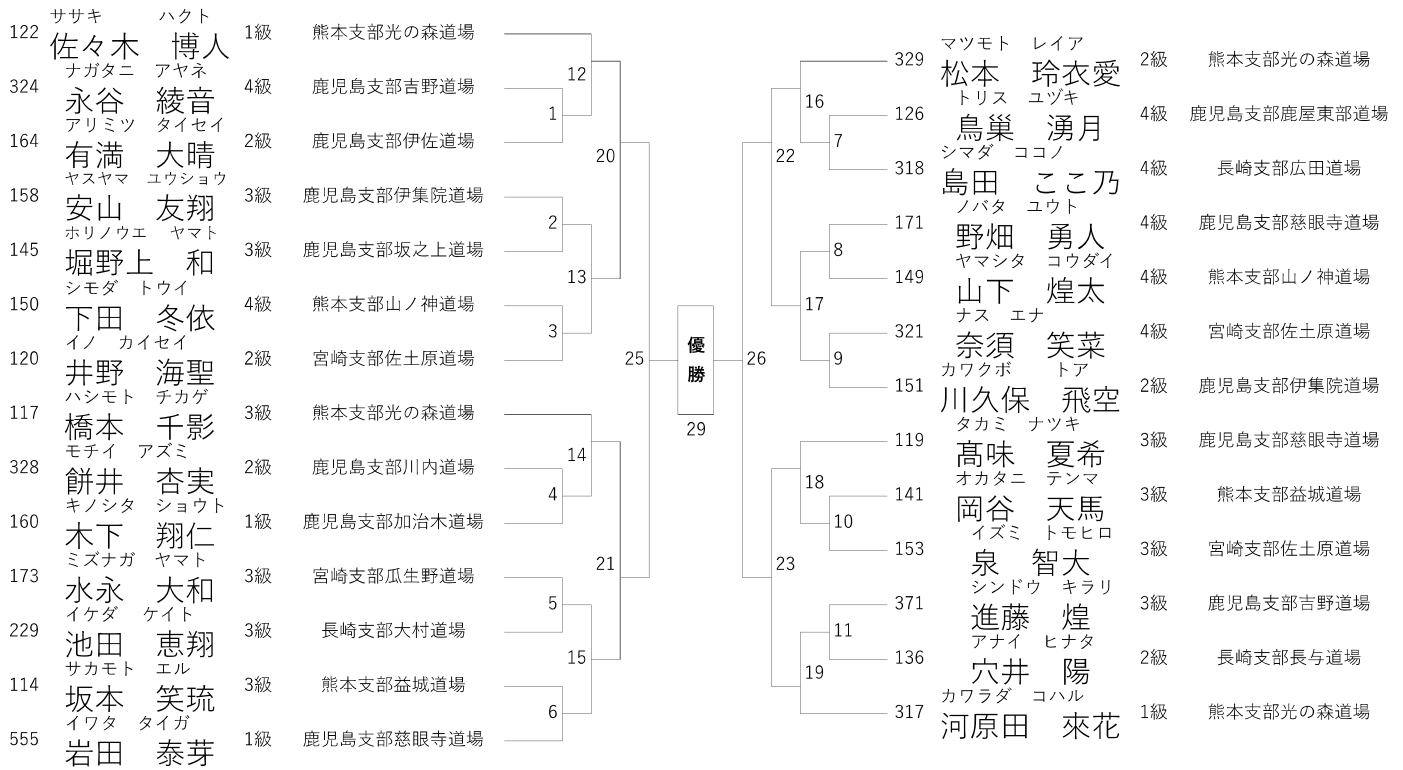 ササキ ハクト
122 佐々木 博人 1級 熊本支部光の森道場
ナガタニ アヤネ
324 永谷 綾音 4級 鹿児島支部吉野道場
アリミツ タイセイ
164 有満 大晴 2級 鹿児島支部伊佐道場
ヤスヤマ ユウショウ
158 安山 友翔 3級 鹿児島支部伊集院道場
ホリノウエ ヤマト
145 堀野上 和 3級 鹿児島支部坂之上道場
シモダ トウイ
150 下田 冬依 4級 熊本支部山ノ神道場
イノ カイセイ
120 井野 海聖 2級 宮崎支部佐土原道場
ハシモト チカゲ
117 橋本 千影 3級 熊本支部光の森道場
モチイ アズミ
328 餅井 杏実 2級 鹿児島支部川内道場
キノシタ ショウト
160 木下 翔仁 1級 鹿児島支部加治木道場
ミズナガ ヤマト
173 水永 大和 3級 宮崎支部瓜生野道場
イケダ ケイト
229 池田 恵翔 3級 長崎支部大村道場
サカモト エル
114 坂本 笑琉 3級 熊本支部益城道場
イワタ タイガ
555 岩田 泰芽 1級 鹿児島支部慈眼寺道場
12
1
20
2
13
3
25
14
4
21
5
15
6
優
勝
29
16
7
22
8
17
9
26
18
10
23
11
19
マツモト レイア
329 松本 玲衣愛 2級 熊本支部光の森道場
トリス ユヅキ
126 鳥巣 湧月 4級 鹿児島支部鹿屋東部道場
シマダ ココノ
318 島田 ここ乃 4級 長崎支部広田道場
ノバタ ユウト
171 野畑 勇人 4級 鹿児島支部慈眼寺道場
ヤマシタ コウダイ
149 山下 煌太 4級 熊本支部山ノ神道場
ナス エナ
321 奈須 笑菜 4級 宮崎支部佐土原道場
カワクボ トア
151 川久保 飛空 2級 鹿児島支部伊集院道場
タカミ ナツキ
119 髙味 夏希 3級 鹿児島支部慈眼寺道場
オカタニ テンマ
141 岡谷 天馬 3級 熊本支部益城道場
イズミ トモヒロ
153 泉 智大 3級 宮崎支部佐土原道場
シンドウ キラリ
371 進藤 煌 3級 鹿児島支部吉野道場
アナイ ヒナタ
136 穴井 陽 2級 長崎支部長与道場
カワラダ コハル
317 河原田 來花 1級 熊本支部光の森道場